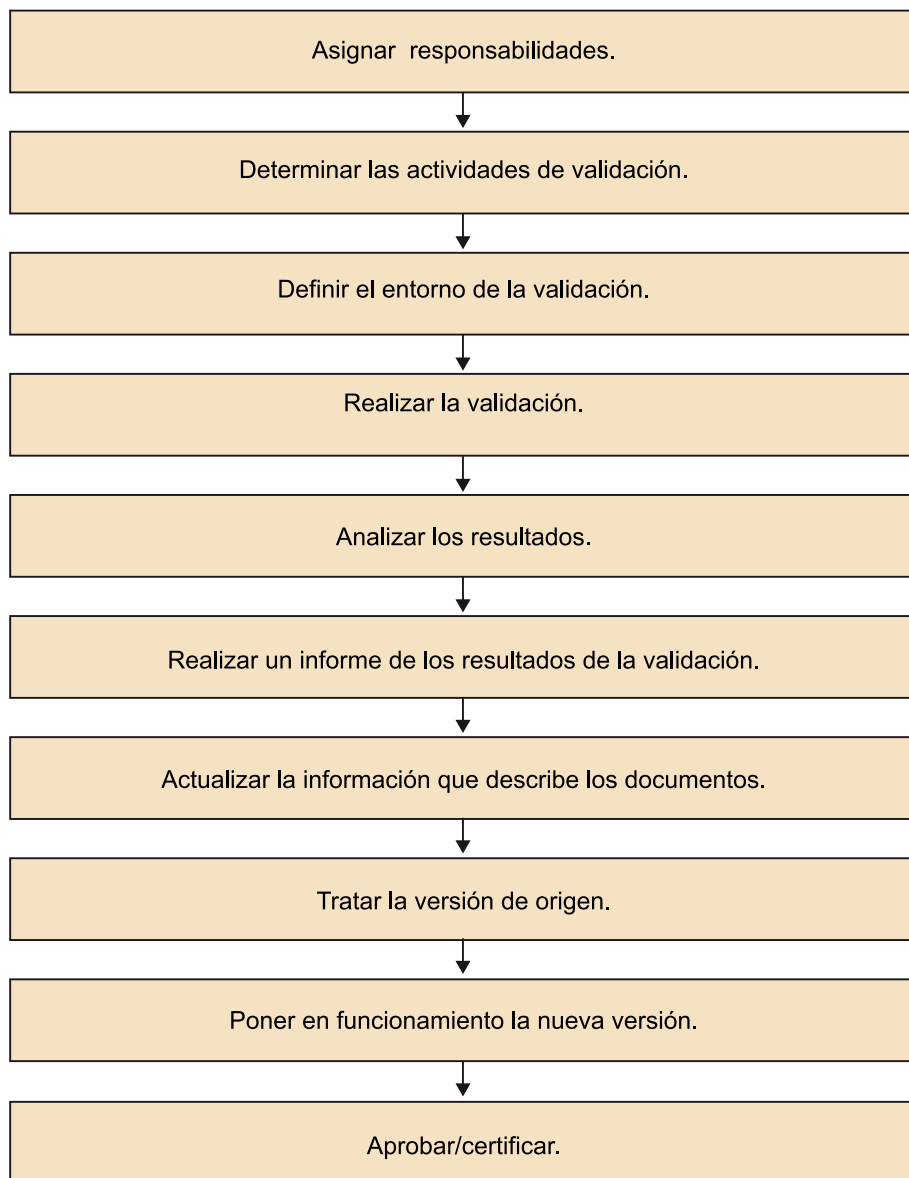 Asignar responsabilidades.
Determinar las actividades de validación.
Definir el entorno de la validación.
Realizar la validación.
Analizar los resultados.
Realizar un informe de los resultados de la validación.
Actualizar la información que describe los documentos.
Tratar la versión de origen.
Poner en funcionamiento la nueva versión.
Aprobar/certificar.